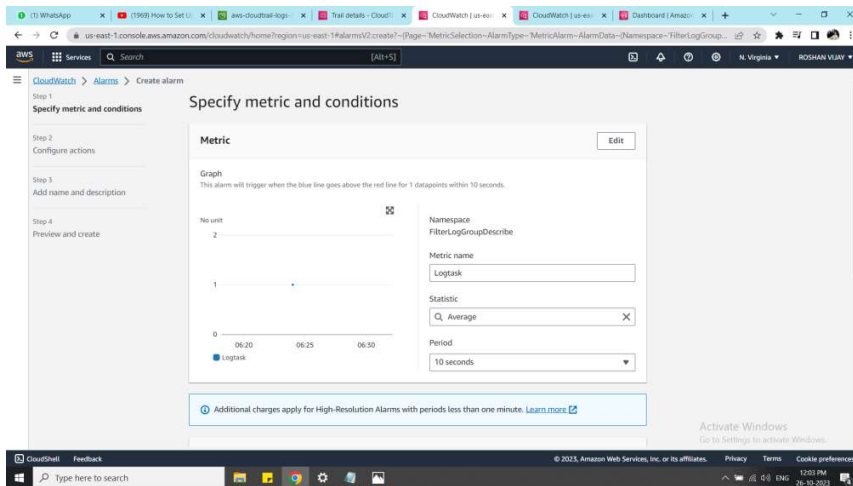 (1) WhatsApp
(1969) How to Set U
aws-cloudtrail-logs-
Trail details - CloudT
CloudWatch | us-eas
CloudWatch | us-eas
Dashboard | Amazon
us-east-1.console.aws.amazon.com/cloudwatch/home?region=us-east-1#alarmsV2:create?~(Page~'MetricSelection~AlarmType~'MetricAlarm~AlarmData~(Namespace~'FilterLogGroup...
aws
Services
Search
[Alt+S]
N. Virginia
ROSHAN VIJAY
CloudWatch > Alarms > Create alarm
Step 1
Specify metric and conditions
Step 2
Configure actions
Step 3
Add name and description
Step 4
Preview and create
Specify metric and conditions
Metric
Edit
Graph
This alarm will trigger when the blue line goes above the red line for 1 datapoints within 10 seconds.
No unit
2
1
0
06:20 06:25 06:30
Logtask
Namespace
FilterLogGroupDescribe
Metric name
Logtask
Statistic
Average
Period
10 seconds
Additional charges apply for High-Resolution Alarms with periods less than one minute. Learn more
Activate Windows
Go to Settings to activate Windows.
CloudShell Feedback
© 2023, Amazon Web Services, Inc. or its affiliates. Privacy Terms Cookie preferences
Type here to search
ENG
12:03 PM
26-10-2023